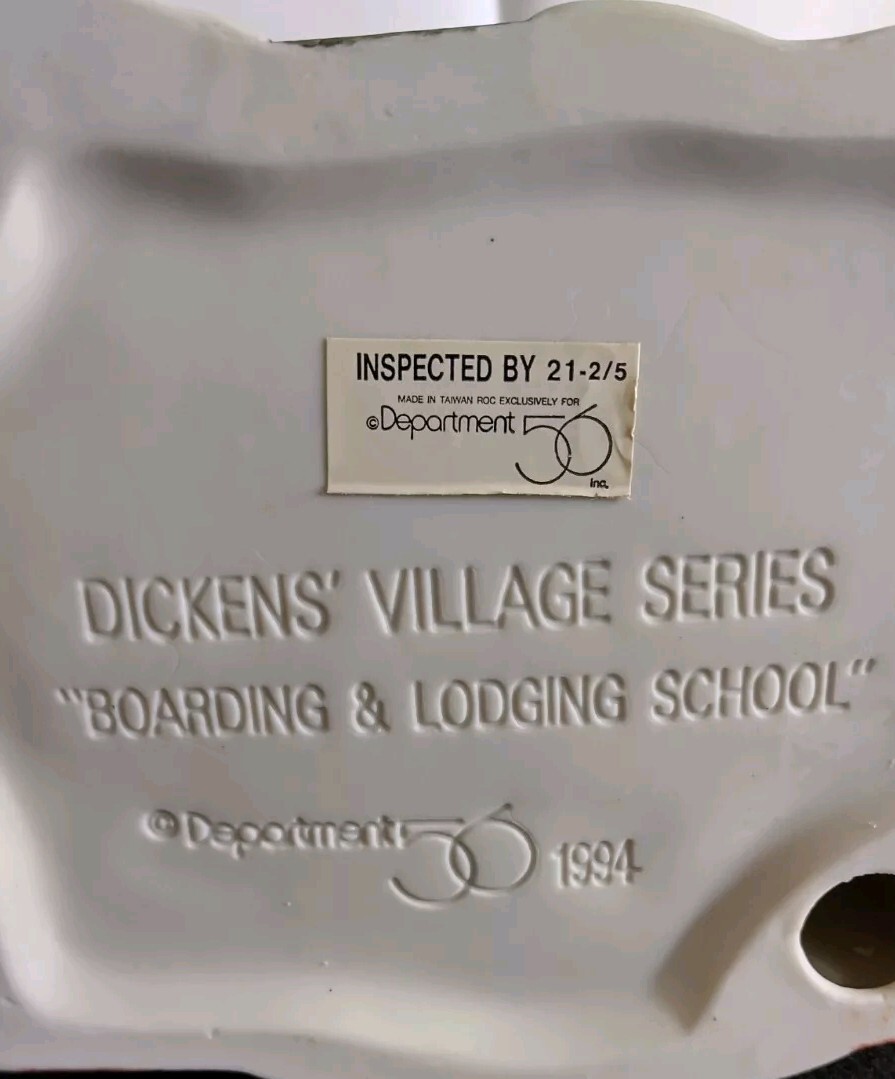 INSPECTED BY 21-2/5
MADE IN TAIWAN ROC EXCLUSIVELY FOR
©Department 56
Inc.
DICKENS' VILLAGE SERIES
"BOARDING & LODGING SCHOOL"
©Department 56 1994